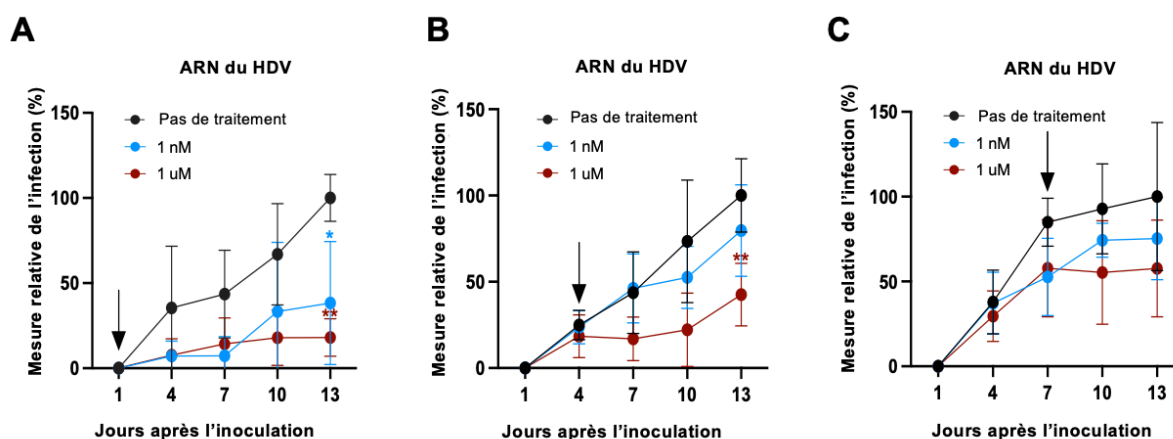 A
ARN du HDV
Mesure relative de l'infection (%)
150
100
50
0
Pas de traitement
1 nM
1 uM
*
**
1 4 7 10 13
Jours après l'inoculation
B
ARN du HDV
Mesure relative de l'infection (%)
150
100
50
0
Pas de traitement
1 nM
1 uM
**
1 4 7 10 13
Jours après l'inoculation
C
ARN du HDV
Mesure relative de l'infection (%)
150
100
50
0
Pas de traitement
1 nM
1 uM
1 4 7 10 13
Jours après l'inoculation